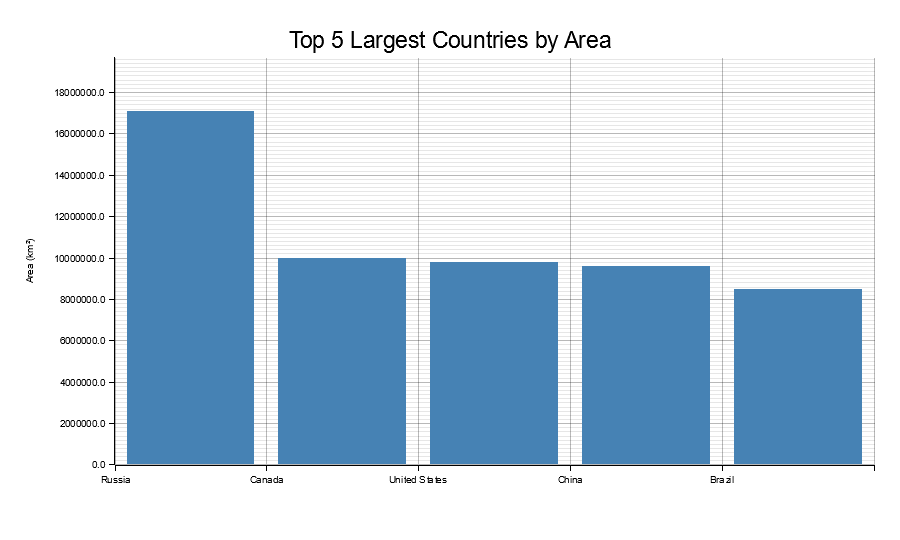 Top 5 Largest Countries by Area
18000000.0
16000000.0
14000000.0
12000000.0
10000000.0
8000000.0
6000000.0
4000000.0
2000000.0
0.0
Area (km²)
Russia
Canada
United States
China
Brazil